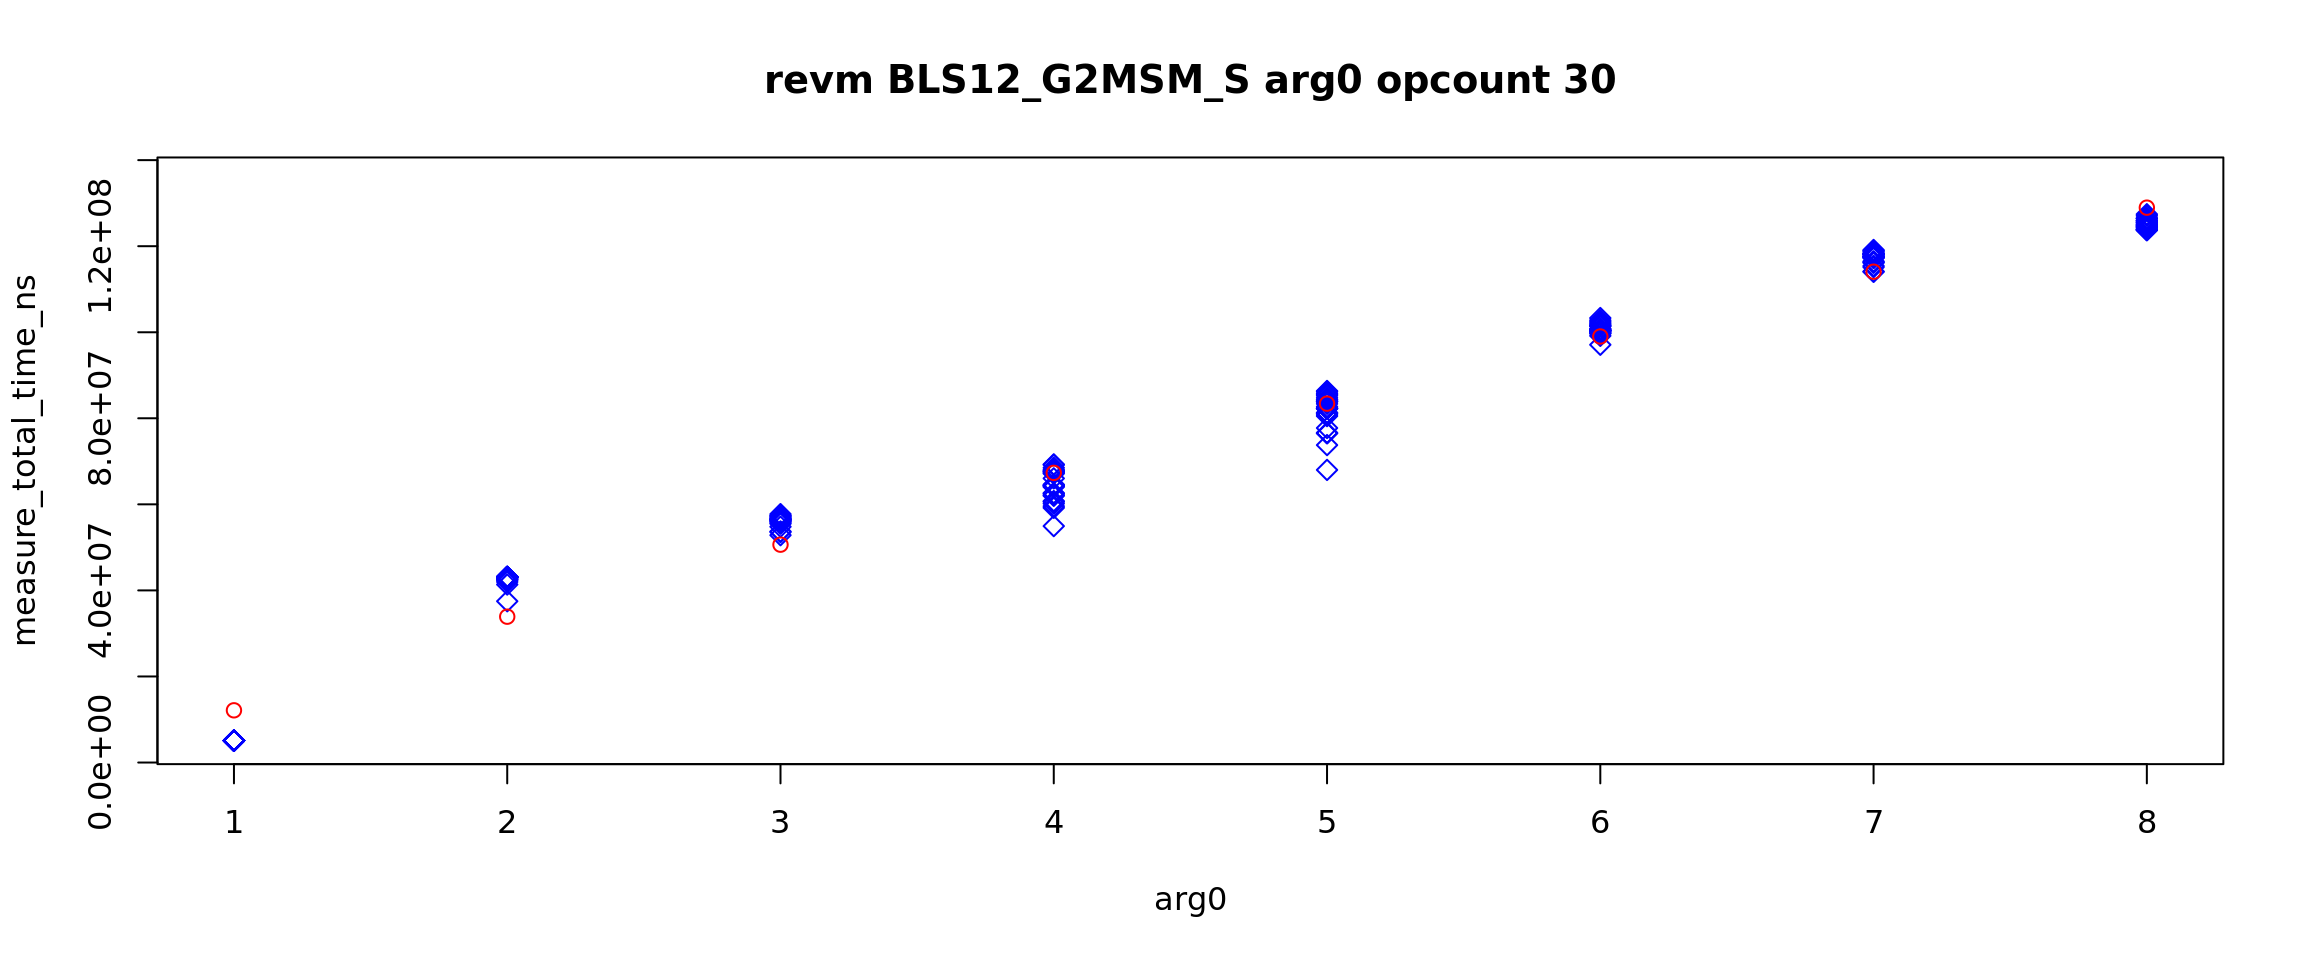 revm BLS12_G2MSM_S arg0 opcount 30
measure_total_time_ns
1.2e+08
8.0e+07
4.0e+07
0.0e+00
1 2 3 4 5 6 7 8
arg0